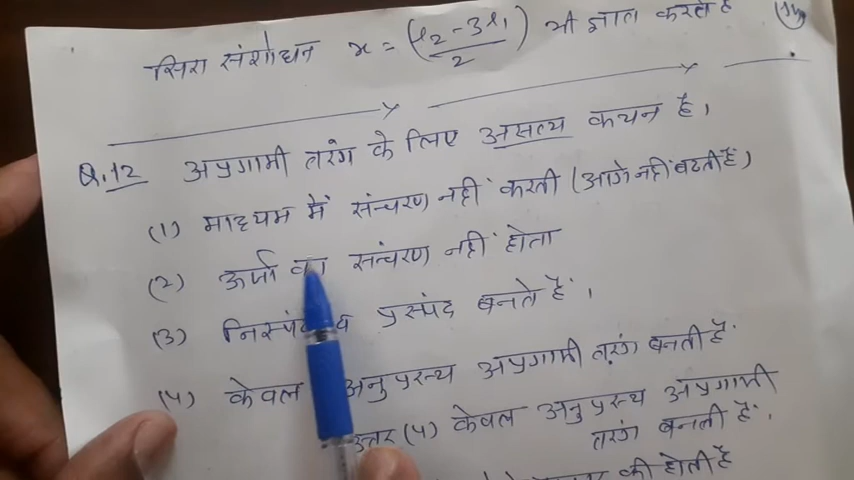 सिरा संशोधन x = (l₂ - 3l₁ / 2) भी ज्ञात करते है
Q.12 अप्रगामी तरंग के लिए असत्य कथन है।
(1) माध्यम में संन्चरण नहीं करती (आगे नहीं बढती हैं)
(2) ऊर्जा का संन्चरण नहीं होता
(3) प्रस्पंद बनते हैं।
(4) केवल अनुप्रस्थ अप्रगामी तरंग बनती हैं
उत्तर (4) केवल अनुप्रस्थ अप्रगामी
तरंग बनती हैं।
की होती है